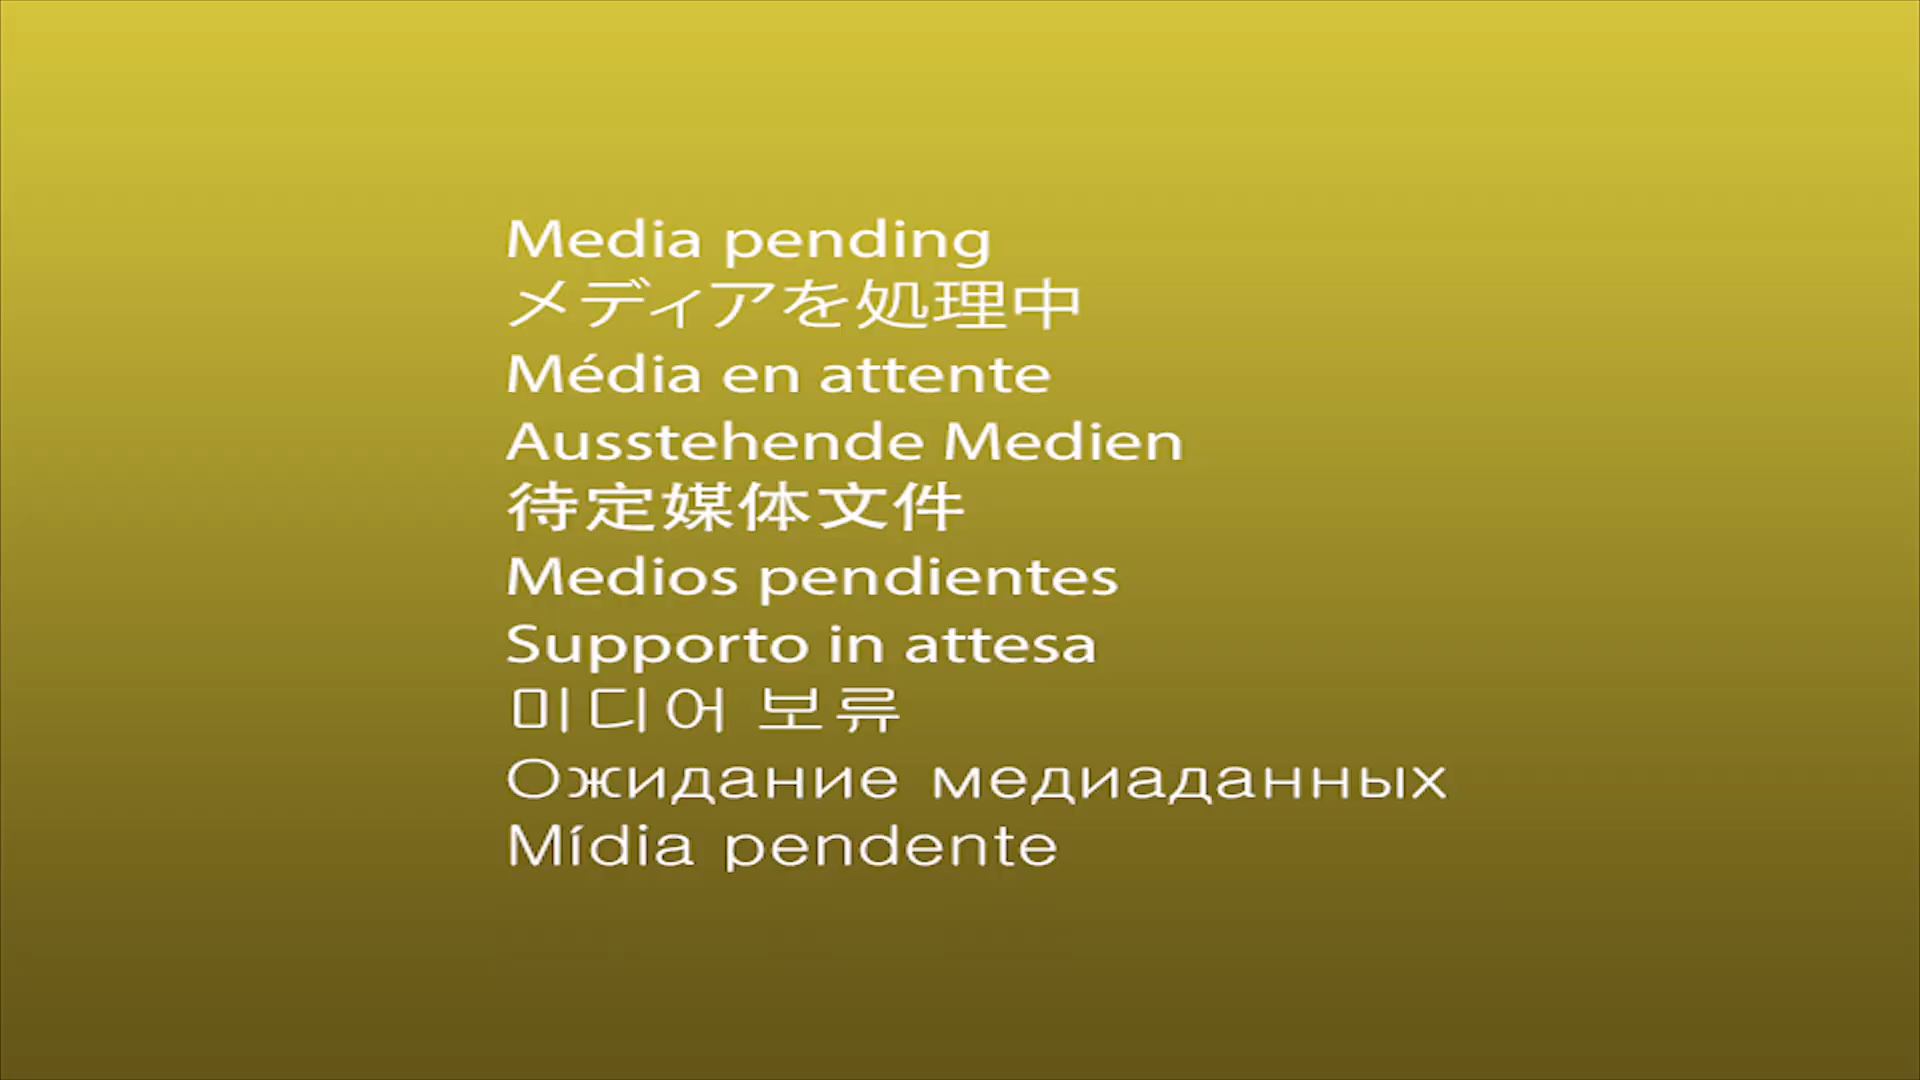 Media pending
メディアを処理中
Média en attente
Ausstehende Medien
待定媒体文件
Medios pendientes
Supporto in attesa
미디어 보류
Ожидание медиаданных
Mídia pendente